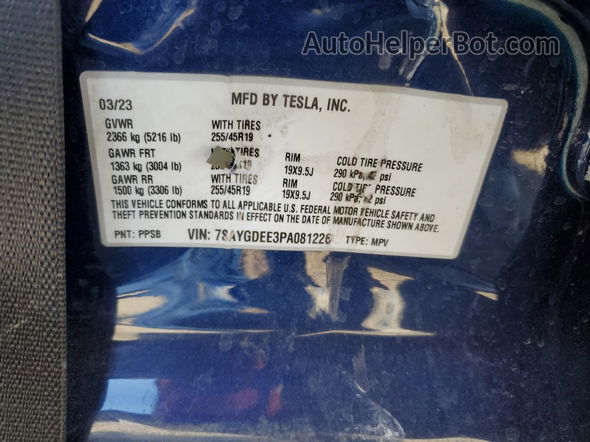 AutoHelperBot.com
03/23 MFD BY TESLA, INC.
GVWR WITH TIRES
2366 kg (5216 lb) 255/45R19
GAWR FRT TIRES RIM COLD TIRE PRESSURE
1363 kg (3004 lb) 19X9.5J 290 kPa, psi
GAWR RR WITH TIRES RIM COLD TIRE PRESSURE
1500 kg (3306 lb) 255/45R19 19X9.5J 290 kPa, psi
THIS VEHICLE CONFORMS TO ALL APPLICABLE U.S. FEDERAL MOTOR VEHICLE SAFETY AND
THEFT PREVENTION STANDARDS IN EFFECT ON THE DATE OF MANUFACTURE SHOWN ABOVE.
PNT: PPSB VIN: 7SAYGDEE3PA081226 TYPE: MPV